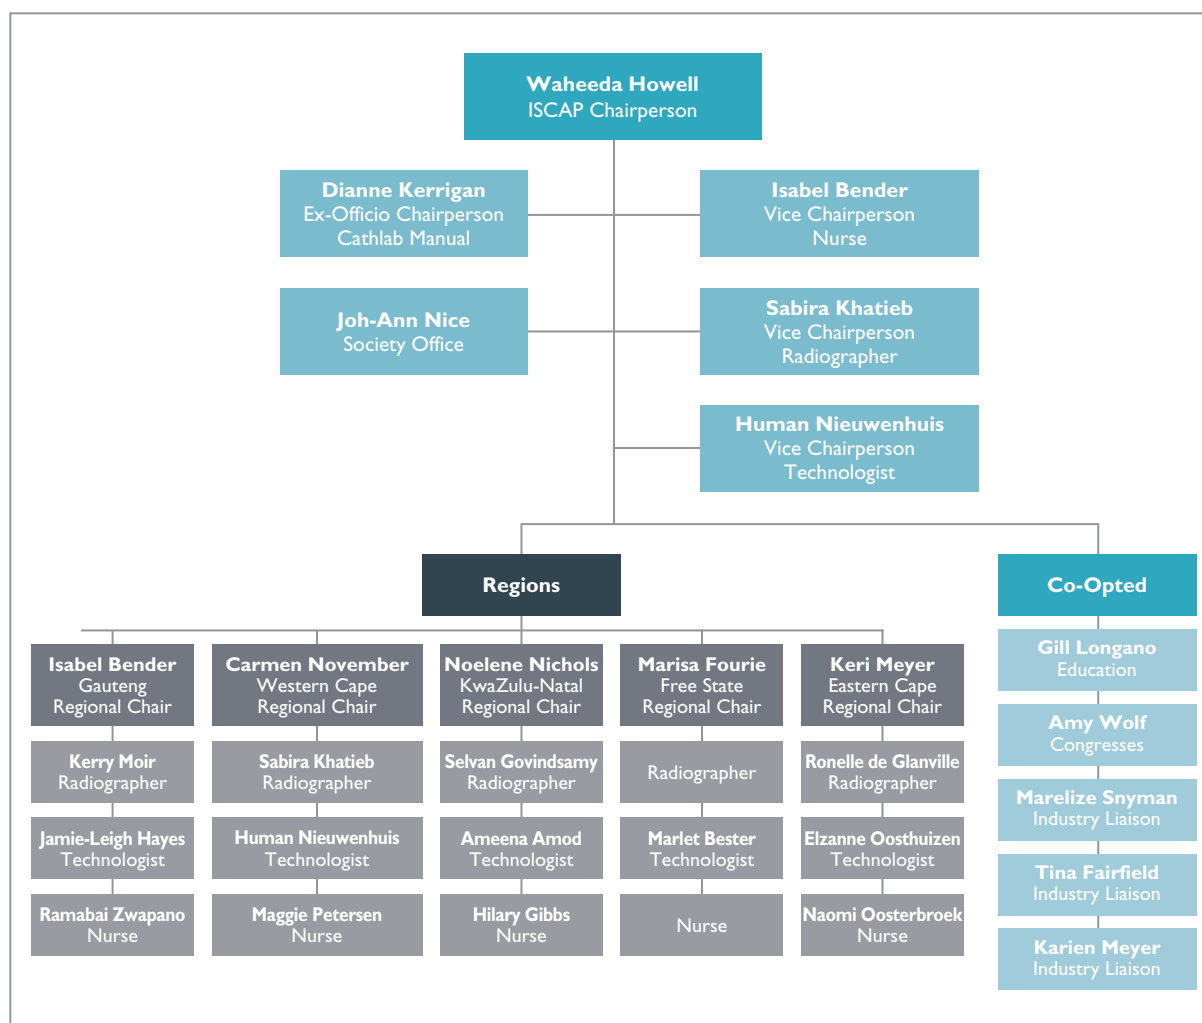 Waheeda Howell
ISCAP Chairperson
Dianne Kerrigan
Ex-Officio Chairperson
Cathlab Manual
Isabel Bender
Vice Chairperson
Nurse
Joh-Ann Nice
Society Office
Sabira Khatieb
Vice Chairperson
Radiographer
Human Nieuwenhuis
Vice Chairperson
Technologist
Regions
Isabel Bender
Gauteng
Regional Chair
Kerry Moir
Radiographer
Jamie-Leigh Hayes
Technologist
Ramabai Zwapano
Nurse
Carmen November
Western Cape
Regional Chair
Sabira Khatieb
Radiographer
Human Nieuwenhuis
Technologist
Maggie Petersen
Nurse
Noelene Nichols
KwaZulu-Natal
Regional Chair
Selvan Govindsamy
Radiographer
Ameena Amod
Technologist
Hilary Gibbs
Nurse
Marisa Fourie
Free State
Regional Chair
Radiographer
Marlet Bester
Technologist
Nurse
Keri Meyer
Eastern Cape
Regional Chair
Ronelle de Glanville
Radiographer
Elzanne Oosthuizen
Technologist
Naomi Oosterbroek
Nurse
Co-Opted
Gill Longano
Education
Amy Wolf
Congresses
Marelize Snyman
Industry Liaison
Tina Fairfield
Industry Liaison
Karien Meyer
Industry Liaison